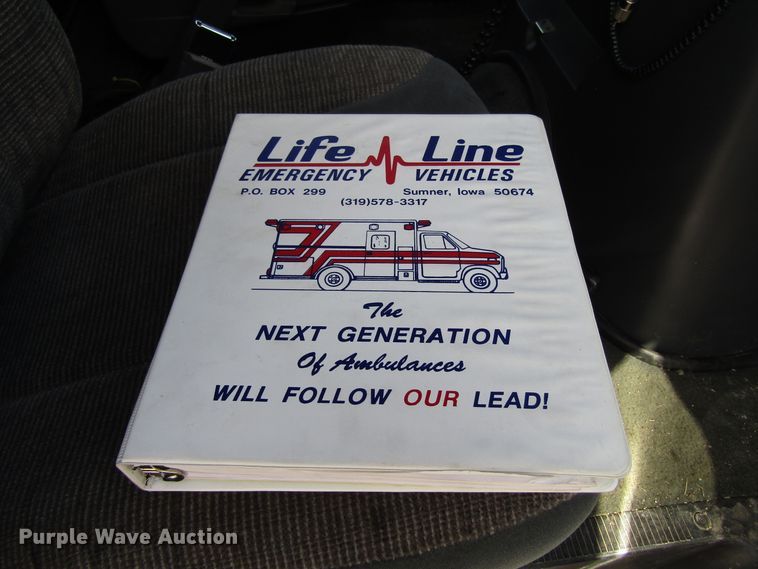 Life Line
EMERGENCY VEHICLES
P.O. BOX 299 Sumner, Iowa 50674
(319)578-3317
The
NEXT GENERATION
Of Ambulances
WILL FOLLOW OUR LEAD!
Purple Wave Auction